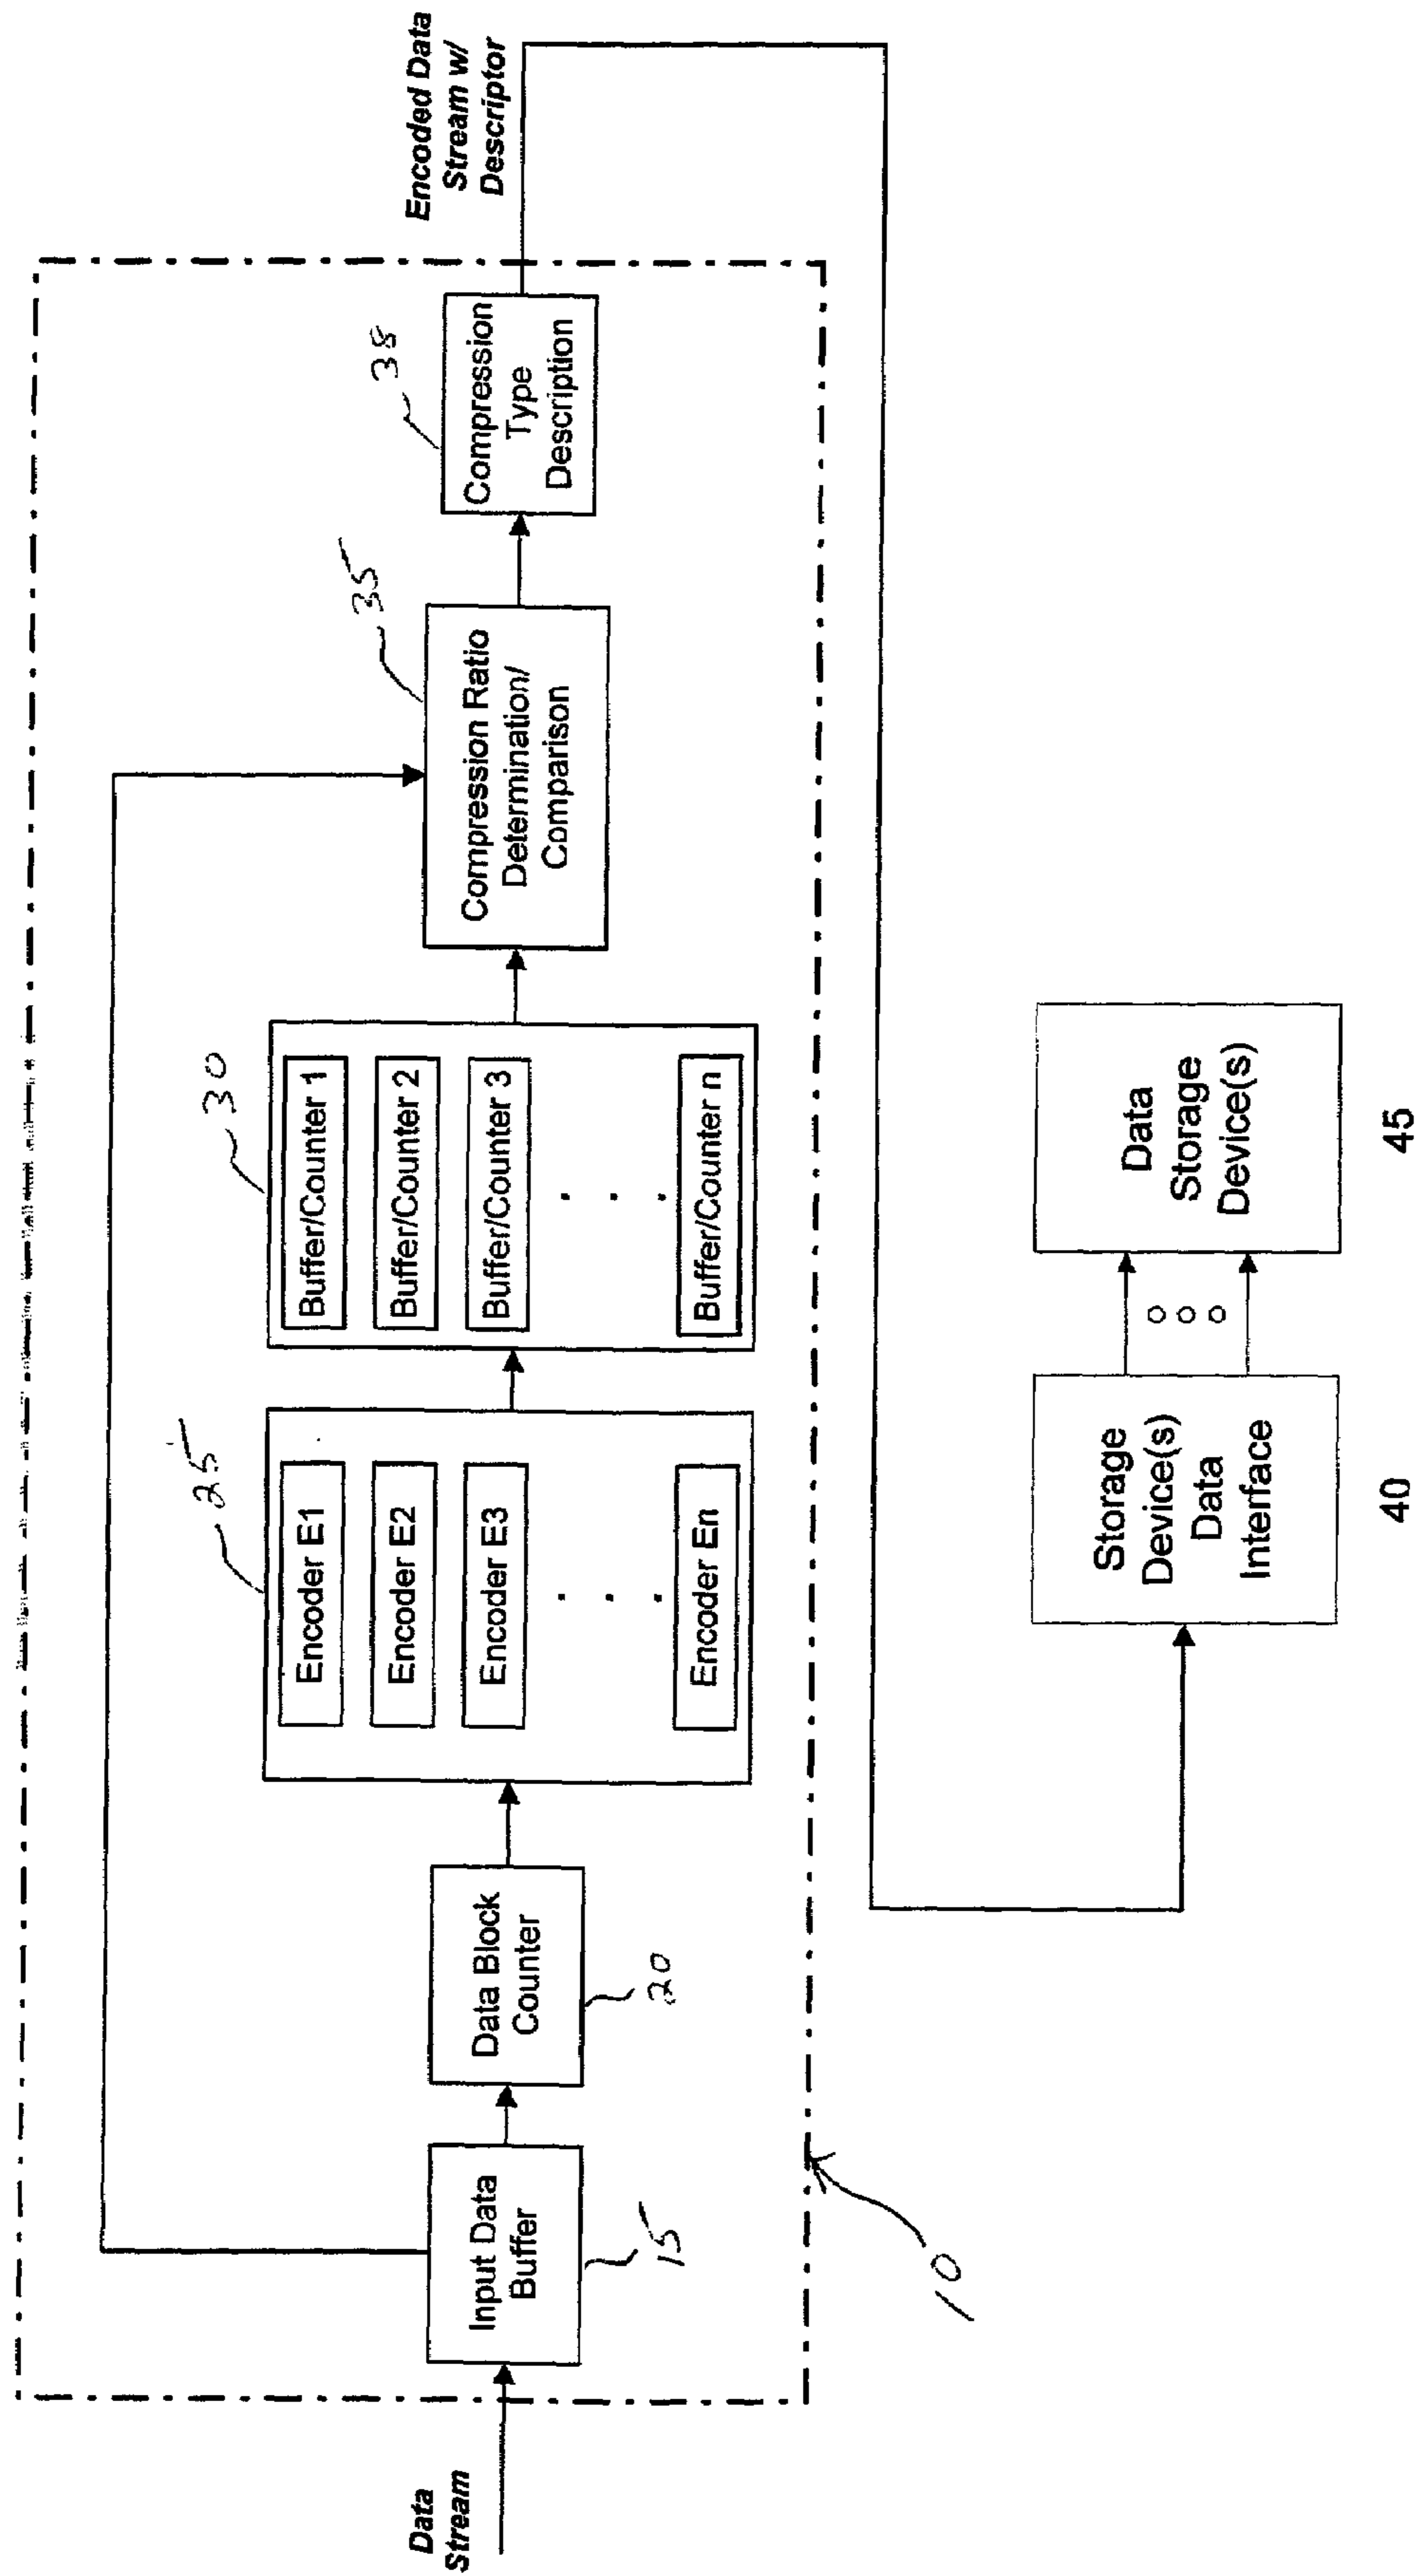 Data
Stream
Input Data
Buffer
15
Data Block
Counter
20
25
Encoder E1
Encoder E2
Encoder E3
Encoder En
30
Buffer/Counter 1
Buffer/Counter 2
Buffer/Counter 3
Buffer/Counter n
35
Compression Ratio
Determination/
Comparison
38
Compression
Type
Description
Encoded Data
Stream w/
Descriptor
10
Storage
Device(s)
Data
Interface
40
Data
Storage
Device(s)
45